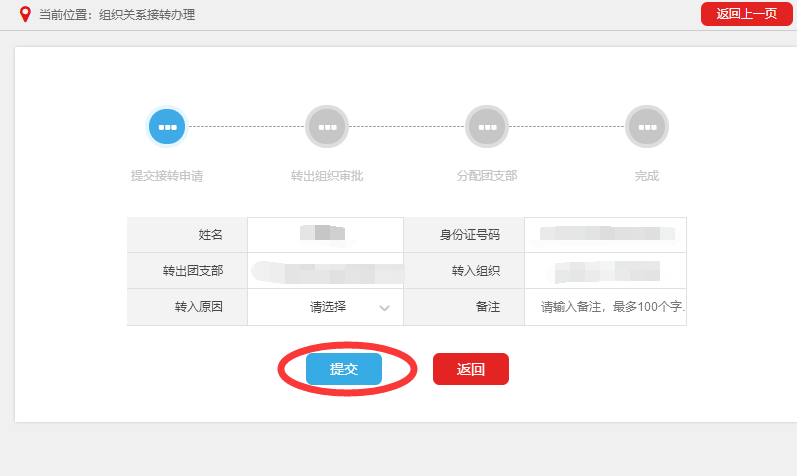 当前位置：组织关系接转办理
返回上一页
提交接转申请
转出组织审批
分配团支部
完成
姓名
身份证号码
转出团支部
转入组织
转入原因
请选择
备注
请输入备注，最多100个字.
提交
返回